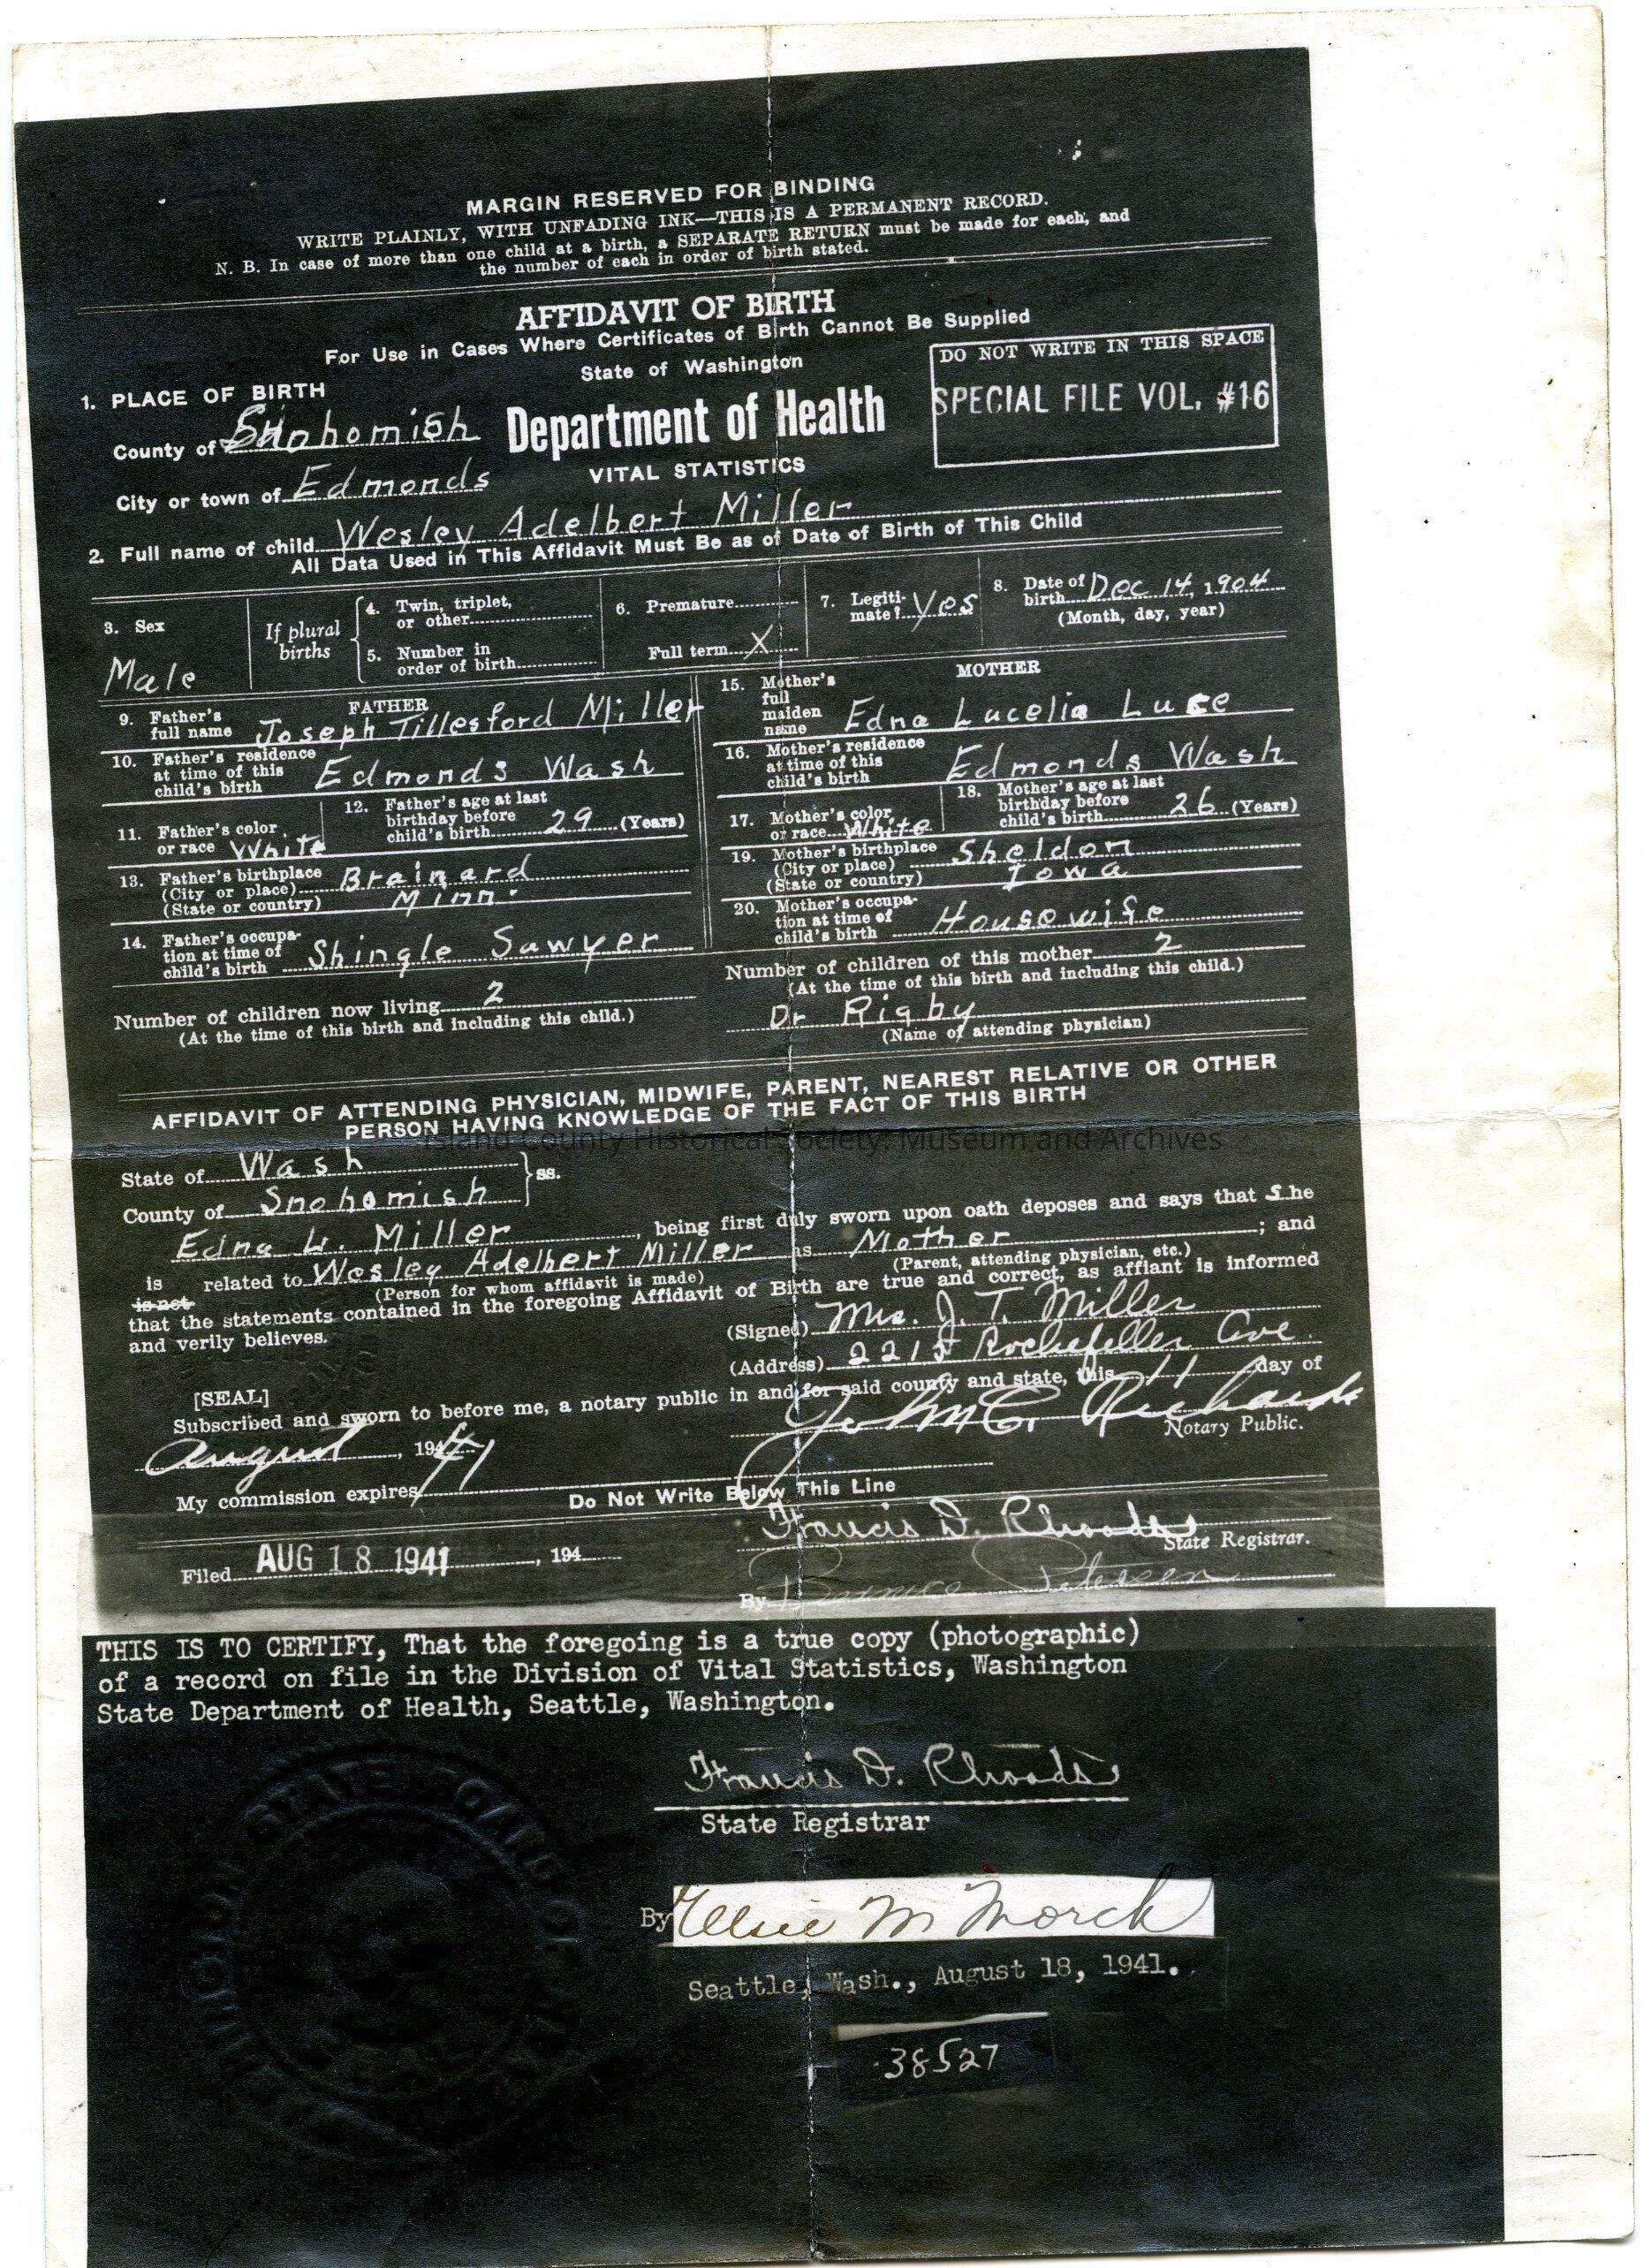 MARGIN RESERVED FOR BINDING
WRITE PLAINLY, WITH UNFADING INK—THIS IS A PERMANENT RECORD.
N. B. In case of more than one child at a birth, a SEPARATE RETURN must be made for each, and
the number of each in order of birth stated.
AFFIDAVIT OF BIRTH
For Use in Cases Where Certificates of Birth Cannot Be Supplied
State of Washington
DO NOT WRITE IN THIS SPACE
SPECIAL FILE VOL. #16
1. PLACE OF BIRTH
County of Snohomish
Department of Health
City or town of Edmonds
VITAL STATISTICS
2. Full name of child Wesley Adelbert Miller
All Data Used in This Affidavit Must Be as of Date of Birth of This Child
3. Sex
Male
If plural births
4. Twin, triplet,
or other
5. Number in
order of birth
6. Premature
Full term X
7. Legiti-
mate? Yes
8. Date of
birth Dec 14, 1904
(Month, day, year)
FATHER
9. Father's
full name Joseph Tillesford Miller
10. Father's residence
at time of this
child's birth Edmonds Wash
11. Father's color
or race White
12. Father's age at last
birthday before
child's birth 29 (Years)
13. Father's birthplace
(City or place) Brainard
(State or country) Minn.
14. Father's occupa-
tion at time of
child's birth Shingle Sawyer
Number of children now living 2
(At the time of this birth and including this child.)
MOTHER
15. Mother's
full
maiden
name Edna Lucelia Luce
16. Mother's residence
at time of this
child's birth Edmonds Wash
17. Mother's color
or race White
18. Mother's age at last
birthday before
child's birth 26 (Years)
19. Mother's birthplace
(City or place) Sheldon
(State or country) Iowa
20. Mother's occupa-
tion at time of
child's birth Housewife
Number of children of this mother 2
(At the time of this birth and including this child.)
Dr Rigby
(Name of attending physician)
AFFIDAVIT OF ATTENDING PHYSICIAN, MIDWIFE, PARENT, NEAREST RELATIVE OR OTHER
PERSON HAVING KNOWLEDGE OF THE FACT OF THIS BIRTH
Island County Historical Society: Museum and Archives
State of Wash
ss.
County of Snohomish
Edna L. Miller, being first duly sworn upon oath deposes and says that She
is
is not
related to Wesley Adelbert Miller as Mother; and
(Person for whom affidavit is made) (Parent, attending physician, etc.)
that the statements contained in the foregoing Affidavit of Birth are true and correct, as affiant is informed
and verily believes.
(Signed) Mrs. J. T. Miller
(Address) 2215 Rockefeller Ave.
[SEAL]
Subscribed and sworn to before me, a notary public in and for said county and state, this 11 day of
August, 1941
John C. Richards
Notary Public.
My commission expires
Do Not Write Below This Line
Francis D. Rhoads
State Registrar.
Filed AUG 18 1941, 194
By Petersen
THIS IS TO CERTIFY, That the foregoing is a true copy (photographic)
of a record on file in the Division of Vital Statistics, Washington
State Department of Health, Seattle, Washington.
Francis D. Rhoads
State Registrar
By Elsie M Morck
Seattle, Wash., August 18, 1941.
38527